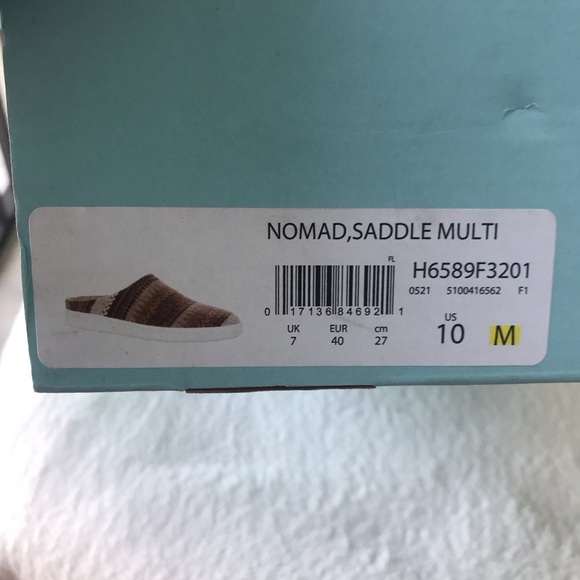 NOMAD,SADDLE MULTI
FL
H6589F3201
0 17136 84692 1
0521 5100416562 F1
UK EUR cm US
7 40 27 10 M